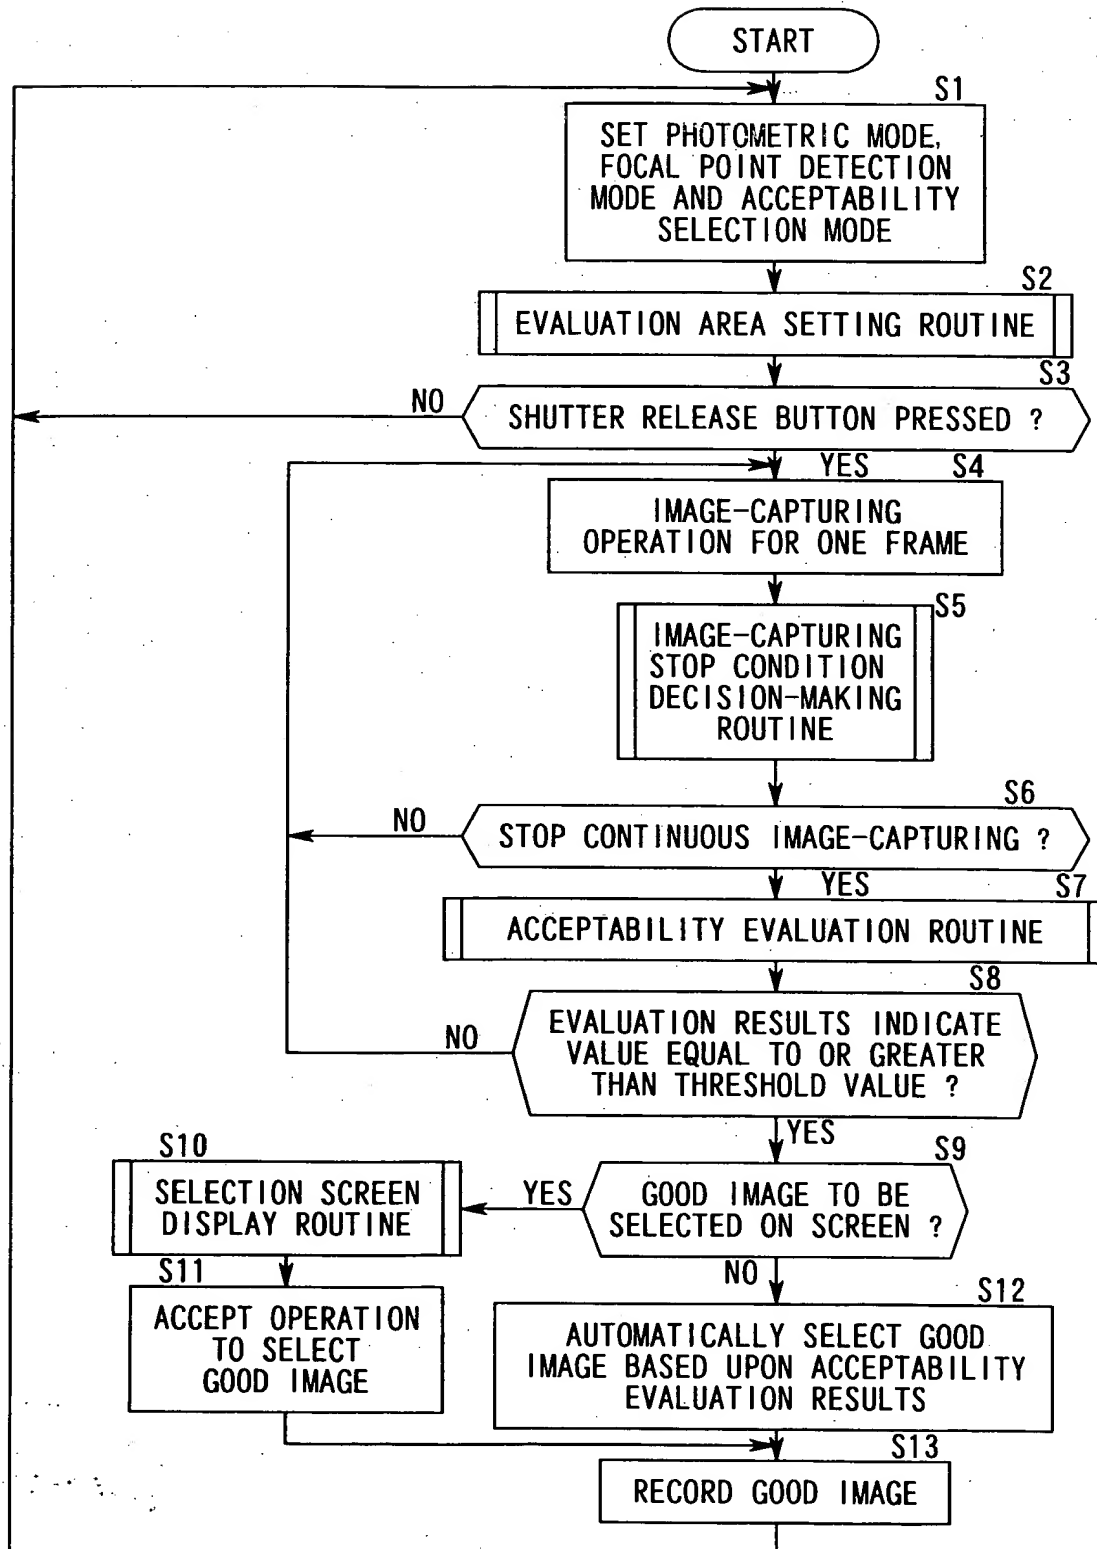 START
S1
SET PHOTOMETRIC MODE,
FOCAL POINT DETECTION
MODE AND ACCEPTABILITY
SELECTION MODE
S2
EVALUATION AREA SETTING ROUTINE
S3
NO
SHUTTER RELEASE BUTTON PRESSED ?
YES
S4
IMAGE-CAPTURING
OPERATION FOR ONE FRAME
S5
IMAGE-CAPTURING
STOP CONDITION
DECISION-MAKING
ROUTINE
S6
NO
STOP CONTINUOUS IMAGE-CAPTURING ?
YES
S7
ACCEPTABILITY EVALUATION ROUTINE
S8
NO
EVALUATION RESULTS INDICATE
VALUE EQUAL TO OR GREATER
THAN THRESHOLD VALUE ?
YES
S9
GOOD IMAGE TO BE
SELECTED ON SCREEN ?
YES
S10
SELECTION SCREEN
DISPLAY ROUTINE
S11
ACCEPT OPERATION
TO SELECT
GOOD IMAGE
NO
S12
AUTOMATICALLY SELECT GOOD
IMAGE BASED UPON ACCEPTABILITY
EVALUATION RESULTS
S13
RECORD GOOD IMAGE